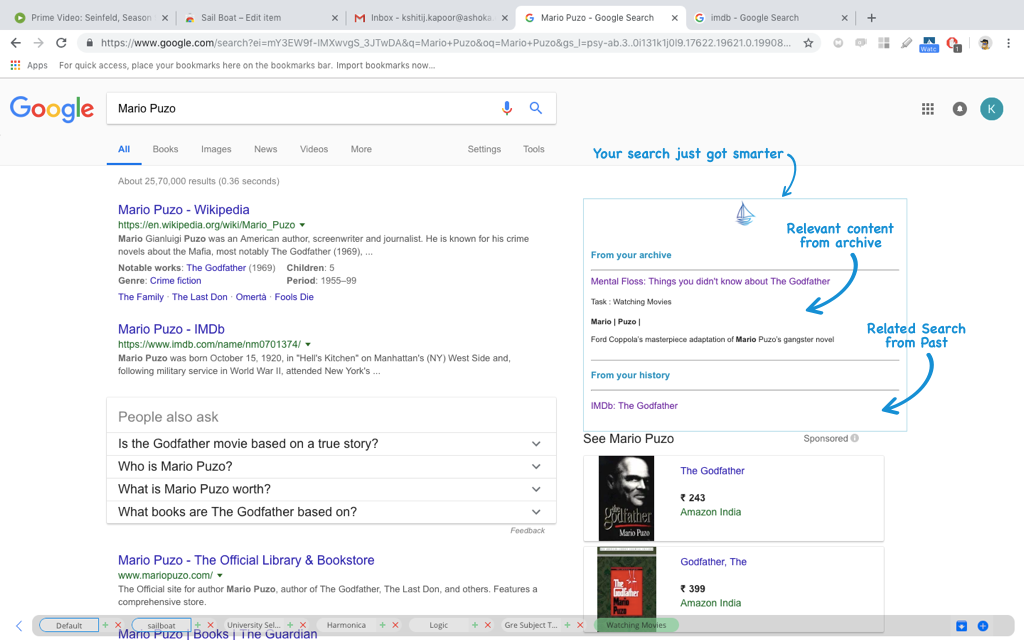 Prime Video: Seinfeld, Season
Sail Boat – Edit item
Inbox - kshitij.kapoor@ashoka
Mario Puzo - Google Search
imdb - Google Search
https://www.google.com/search?ei=mY3EW9f-IMXwvgS_3JTwDA&q=Mario+Puzo&oq=Mario+Puzo&gs_l=psy-ab.3..0i131k1j0l9.17622.19621.0.19908...
Watc
1
Apps For quick access, place your bookmarks here on the bookmarks bar. Import bookmarks now...
Google
Mario Puzo
K
All Books Images News Videos More Settings Tools
Your search just got smarter
About 25,70,000 results (0.36 seconds)
Mario Puzo - Wikipedia
https://en.wikipedia.org/wiki/Mario_Puzo
Mario Gianluigi Puzo was an American author, screenwriter and journalist. He is known for his crime
novels about the Mafia, most notably The Godfather (1969), ...
Notable works: The Godfather (1969) Children: 5
Genre: Crime fiction Period: 1955–99
The Family · The Last Don · Omertà · Fools Die
Mario Puzo - IMDb
https://www.imdb.com/name/nm0701374/
Mario Puzo was born October 15, 1920, in "Hell's Kitchen" on Manhattan's (NY) West Side and,
following military service in World War II, attended New York's ...
People also ask
Is the Godfather movie based on a true story?
Who is Mario Puzo?
What is Mario Puzo worth?
What books are The Godfather based on?
Feedback
Mario Puzo - The Official Library & Bookstore
www.mariopuzo.com/
The Official site for author Mario Puzo, author of The Godfather, The Last Don, and others. Features a
comprehensive store.
Mario Puzo | Books | The Guardian
Relevant content
from archive
From your archive
Mental Floss: Things you didn't know about The Godfather
Task : Watching Movies
Mario | Puzo |
Ford Coppola's masterpiece adaptation of Mario Puzo's gangster novel
Related Search
from Past
From your history
IMDb: The Godfather
See Mario Puzo Sponsored
the
godfather
Mario Puzo
The Godfather
₹ 243
Amazon India
The
Godfather
Mario
Puzo
Godfather, The
₹ 399
Amazon India
Default + × sailboat + × University Sel... + × Harmonica + × Logic + × Gre Subject T... + × Watching Movies